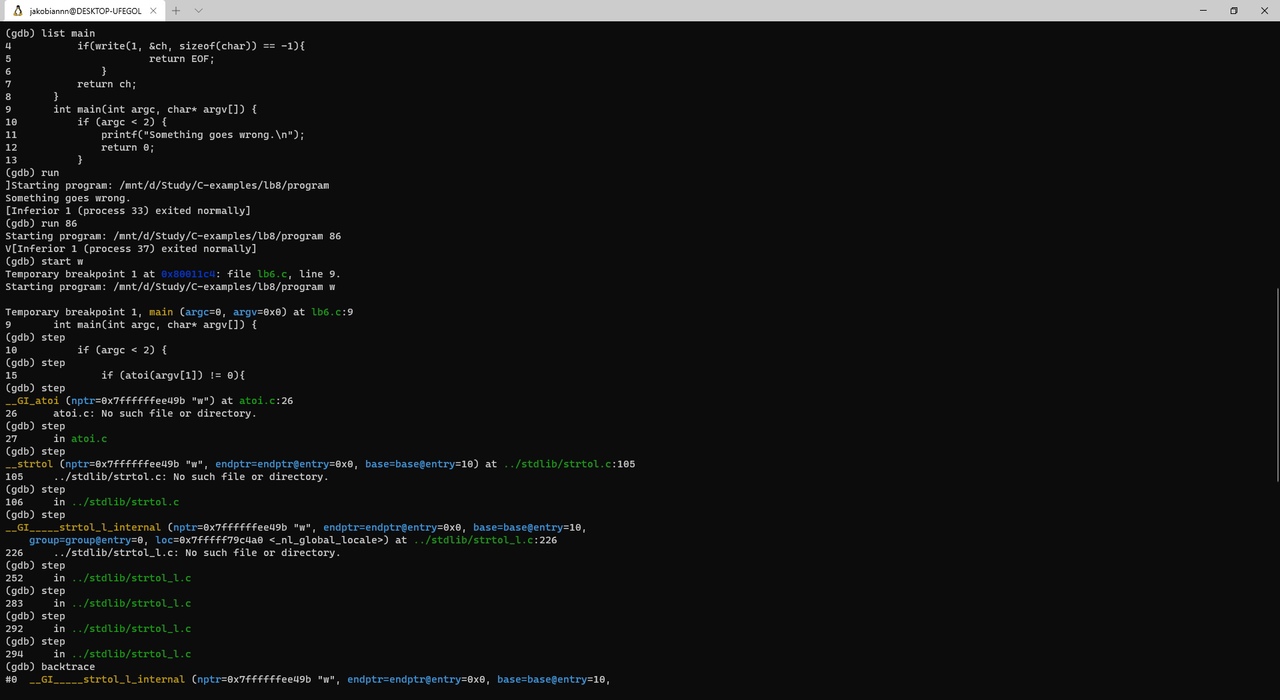 jakobiannn@DESKTOP-UFEGOL
(gdb) list main
4           if(write(1, &ch, sizeof(char)) == -1){
5                       return EOF;
6               }
7           return ch;
8       }
9       int main(int argc, char* argv[]) {
10          if (argc < 2) {
11              printf("Something goes wrong.\n");
12              return 0;
13          }
(gdb) run
]Starting program: /mnt/d/Study/C-examples/lb8/program
Something goes wrong.
[Inferior 1 (process 33) exited normally]
(gdb) run 86
Starting program: /mnt/d/Study/C-examples/lb8/program 86
V[Inferior 1 (process 37) exited normally]
(gdb) start w
Temporary breakpoint 1 at 0x80011c4: file lb6.c, line 9.
Starting program: /mnt/d/Study/C-examples/lb8/program w
Temporary breakpoint 1, main (argc=0, argv=0x0) at lb6.c:9
9       int main(int argc, char* argv[]) {
(gdb) step
10          if (argc < 2) {
(gdb) step
15              if (atoi(argv[1]) != 0){
(gdb) step
__GI_atoi (nptr=0x7ffffffee49b "w") at atoi.c:26
26      atoi.c: No such file or directory.
(gdb) step
27      in atoi.c
(gdb) step
__strtol (nptr=0x7ffffffee49b "w", endptr=endptr@entry=0x0, base=base@entry=10) at ../stdlib/strtol.c:105
105     ../stdlib/strtol.c: No such file or directory.
(gdb) step
106     in ../stdlib/strtol.c
(gdb) step
__GI_____strtol_l_internal (nptr=0x7ffffffee49b "w", endptr=endptr@entry=0x0, base=base@entry=10,
    group=group@entry=0, loc=0x7fffff79c4a0 <_nl_global_locale>) at ../stdlib/strtol_l.c:226
226     ../stdlib/strtol_l.c: No such file or directory.
(gdb) step
252     in ../stdlib/strtol_l.c
(gdb) step
283     in ../stdlib/strtol_l.c
(gdb) step
292     in ../stdlib/strtol_l.c
(gdb) step
294     in ../stdlib/strtol_l.c
(gdb) backtrace
#0  __GI_____strtol_l_internal (nptr=0x7ffffffee49b "w", endptr=endptr@entry=0x0, base=base@entry=10,